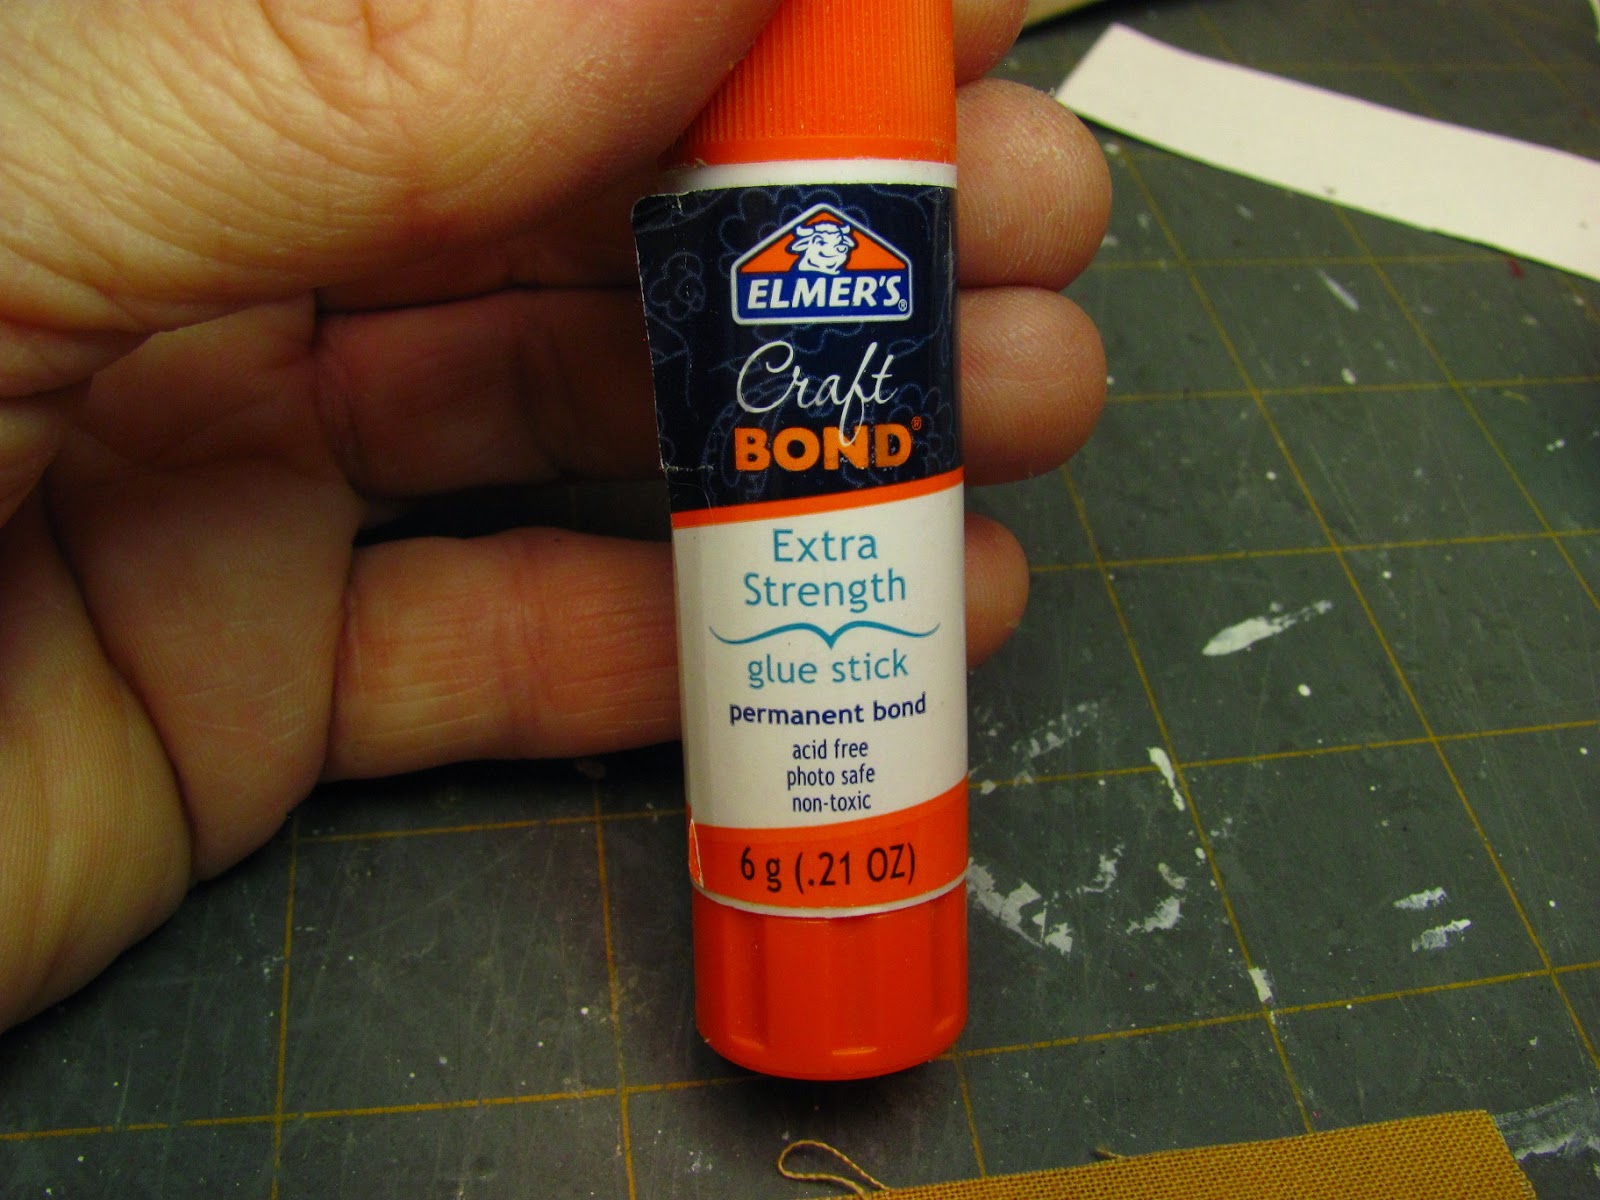 ELMER'S®
Craft
BOND®
Extra
Strength
glue stick
permanent bond
acid free
photo safe
non-toxic
6 g (.21 OZ)